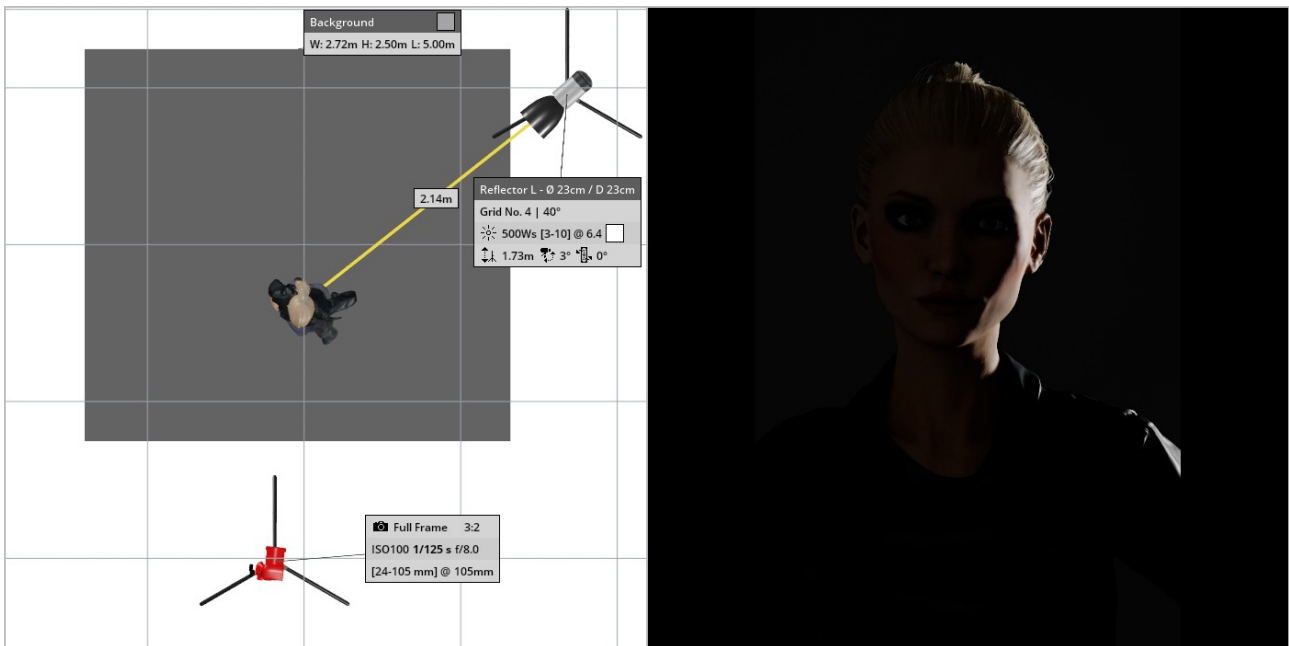 Background
W: 2.72m H: 2.50m L: 5.00m
2.14m
Reflector L - Ø 23cm / D 23cm
Grid No. 4 | 40°
500Ws [3-10] @ 6.4
1.73m 3° 0°
Full Frame 3:2
ISO100 1/125 s f/8.0
[24-105 mm] @ 105mm